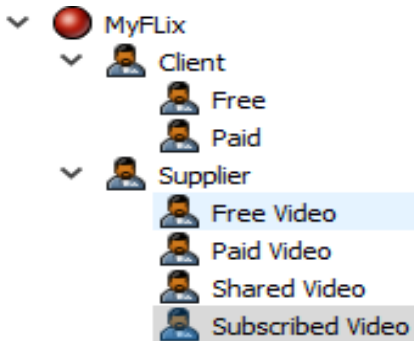 MyFLix
Client
Free
Paid
Supplier
Free Video
Paid Video
Shared Video
Subscribed Video